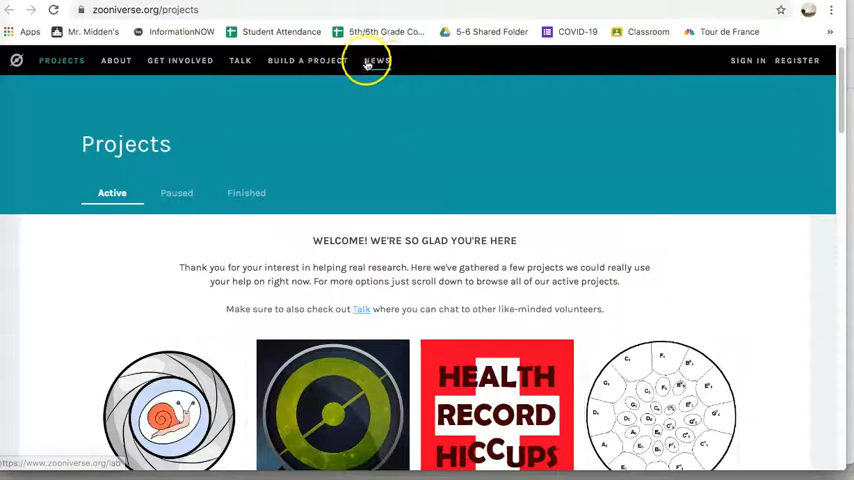 zooniverse.org/projects
Apps Mr. Midden's InformationNOW Student Attendance 5th/6th Grade Co... 5-6 Shared Folder COVID-19 Classroom Tour de France »
PROJECTS ABOUT GET INVOLVED TALK BUILD A PROJECT NEWS SIGN IN REGISTER
Projects
Active Paused Finished
WELCOME! WE'RE SO GLAD YOU'RE HERE
Thank you for your interest in helping real research. Here we've gathered a few projects we could really use
your help on right now. For more options just scroll down to browse all of our active projects.
Make sure to also check out Talk where you can chat to other like-minded volunteers.
HEALTH
RECORD
HICCUPS
https://www.zooniverse.org/lab